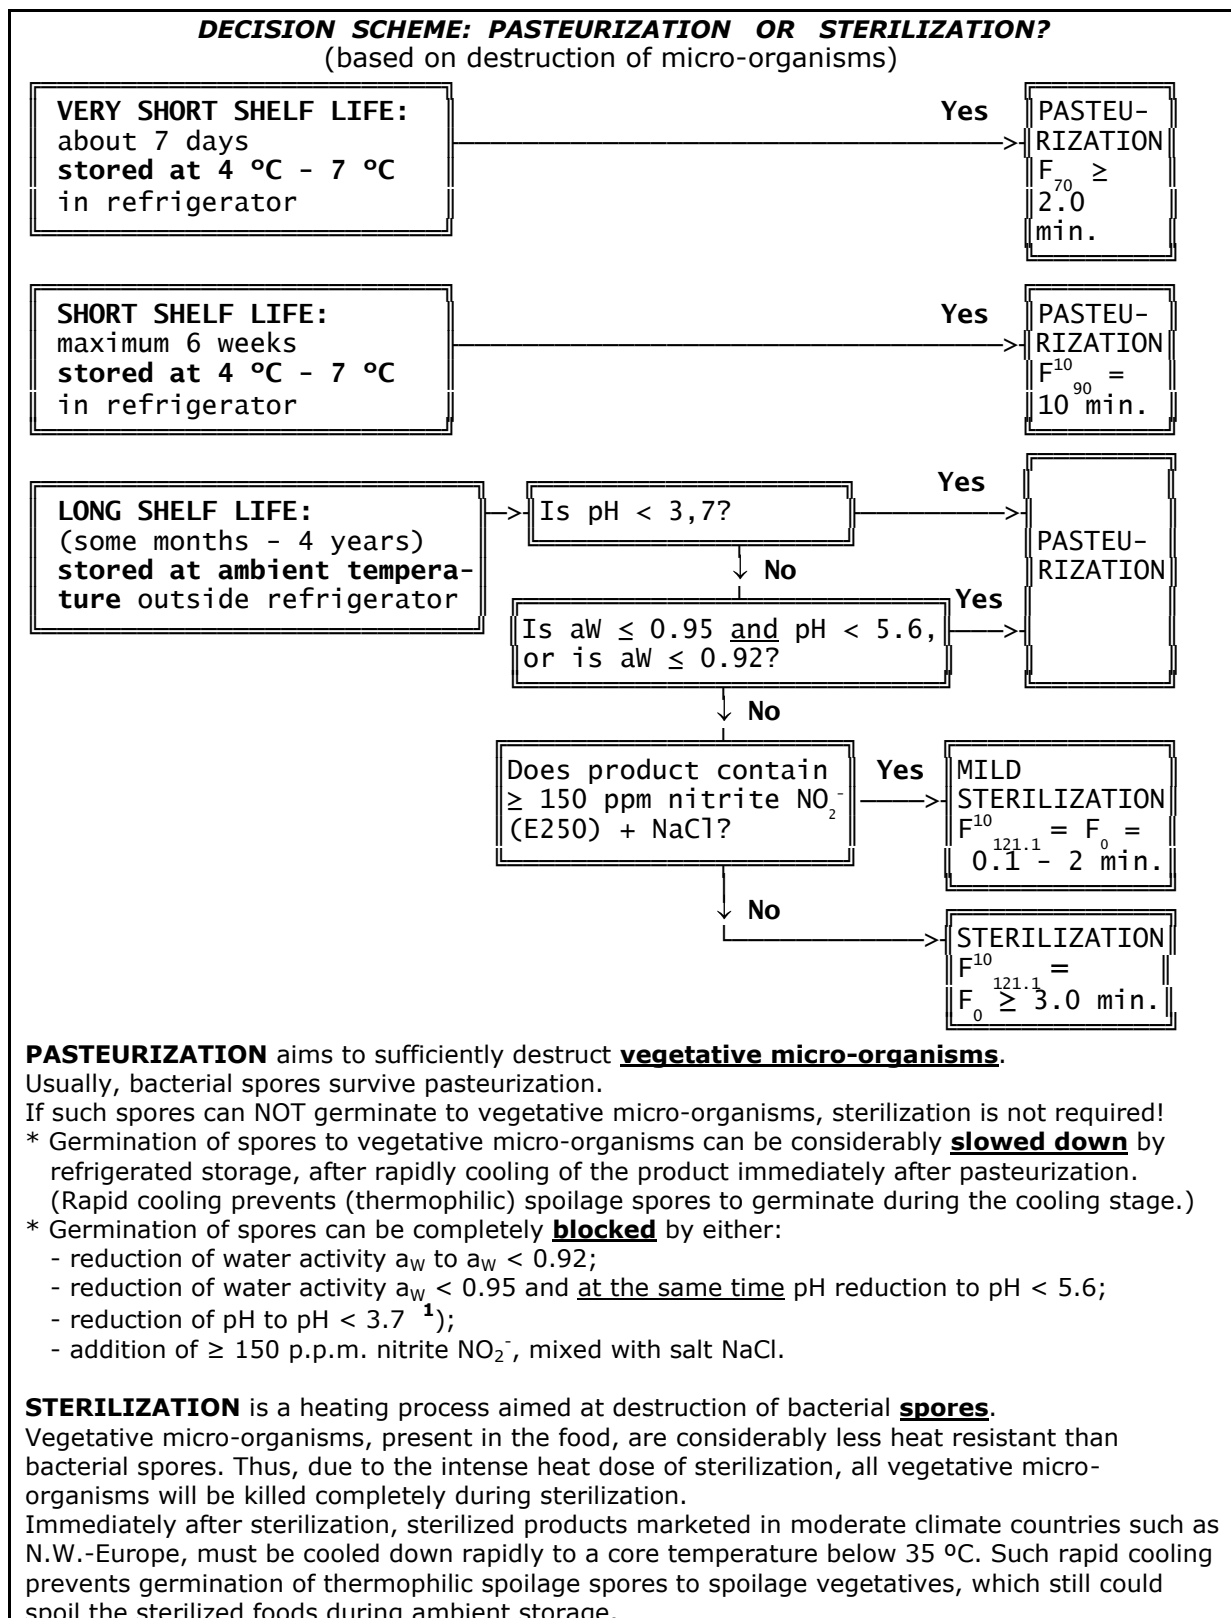 DECISION SCHEME: PASTEURIZATION OR STERILIZATION?
(based on destruction of micro-organisms)
VERY SHORT SHELF LIFE:
about 7 days
stored at 4 ºC - 7 ºC
in refrigerator
Yes
PASTEU-
RIZATION
F70 ≥
2.0
min.
SHORT SHELF LIFE:
maximum 6 weeks
stored at 4 ºC - 7 ºC
in refrigerator
Yes
PASTEU-
RIZATION
F¹⁰90 =
10 min.
LONG SHELF LIFE:
(some months - 4 years)
stored at ambient tempera-
ture outside refrigerator
Is pH < 3,7?
Yes
PASTEU-
RIZATION
No
Is aW ≤ 0.95 and pH < 5.6,
or is aW ≤ 0.92?
Yes
No
Does product contain
≥ 150 ppm nitrite NO₂⁻
(E250) + NaCl?
Yes
MILD
STERILIZATION
F¹⁰121.1 = F₀ =
0.1 - 2 min.
No
STERILIZATION
F¹⁰121.1 =
F₀ ≥ 3.0 min.
PASTEURIZATION aims to sufficiently destruct vegetative micro-organisms.
Usually, bacterial spores survive pasteurization.
If such spores can NOT germinate to vegetative micro-organisms, sterilization is not required!
* Germination of spores to vegetative micro-organisms can be considerably slowed down by
refrigerated storage, after rapidly cooling of the product immediately after pasteurization.
(Rapid cooling prevents (thermophilic) spoilage spores to germinate during the cooling stage.)
* Germination of spores can be completely blocked by either:
- reduction of water activity aW to aW < 0.92;
- reduction of water activity aW < 0.95 and at the same time pH reduction to pH < 5.6;
- reduction of pH to pH < 3.7 ¹);
- addition of ≥ 150 p.p.m. nitrite NO₂⁻, mixed with salt NaCl.
STERILIZATION is a heating process aimed at destruction of bacterial spores.
Vegetative micro-organisms, present in the food, are considerably less heat resistant than
bacterial spores. Thus, due to the intense heat dose of sterilization, all vegetative micro-
organisms will be killed completely during sterilization.
Immediately after sterilization, sterilized products marketed in moderate climate countries such as
N.W.-Europe, must be cooled down rapidly to a core temperature below 35 ºC. Such rapid cooling
prevents germination of thermophilic spoilage spores to spoilage vegetatives, which still could
spoil the sterilized foods during ambient storage.